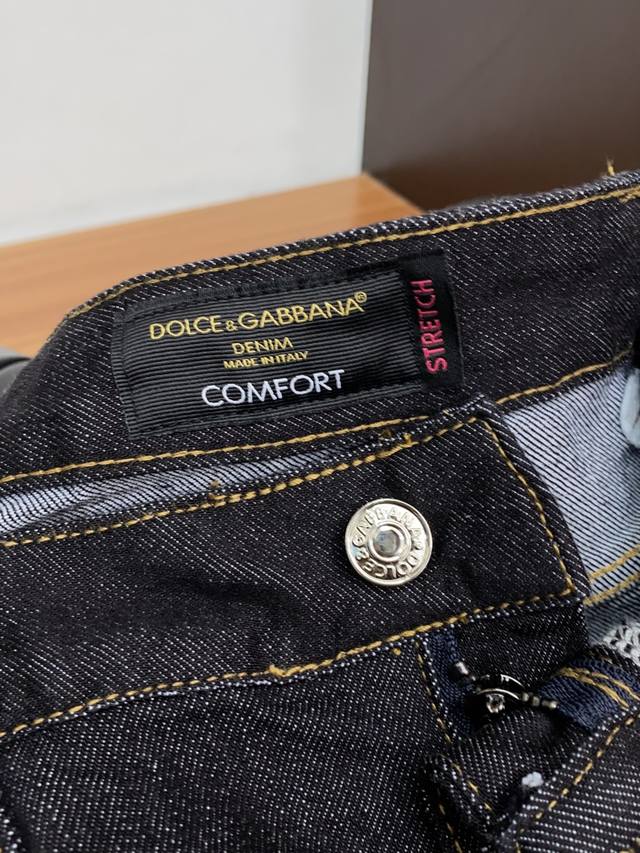 DOLCE & GABBANA®
DENIM
MADE IN ITALY
COMFORT
STRETCH
DOLCE & GABBANA